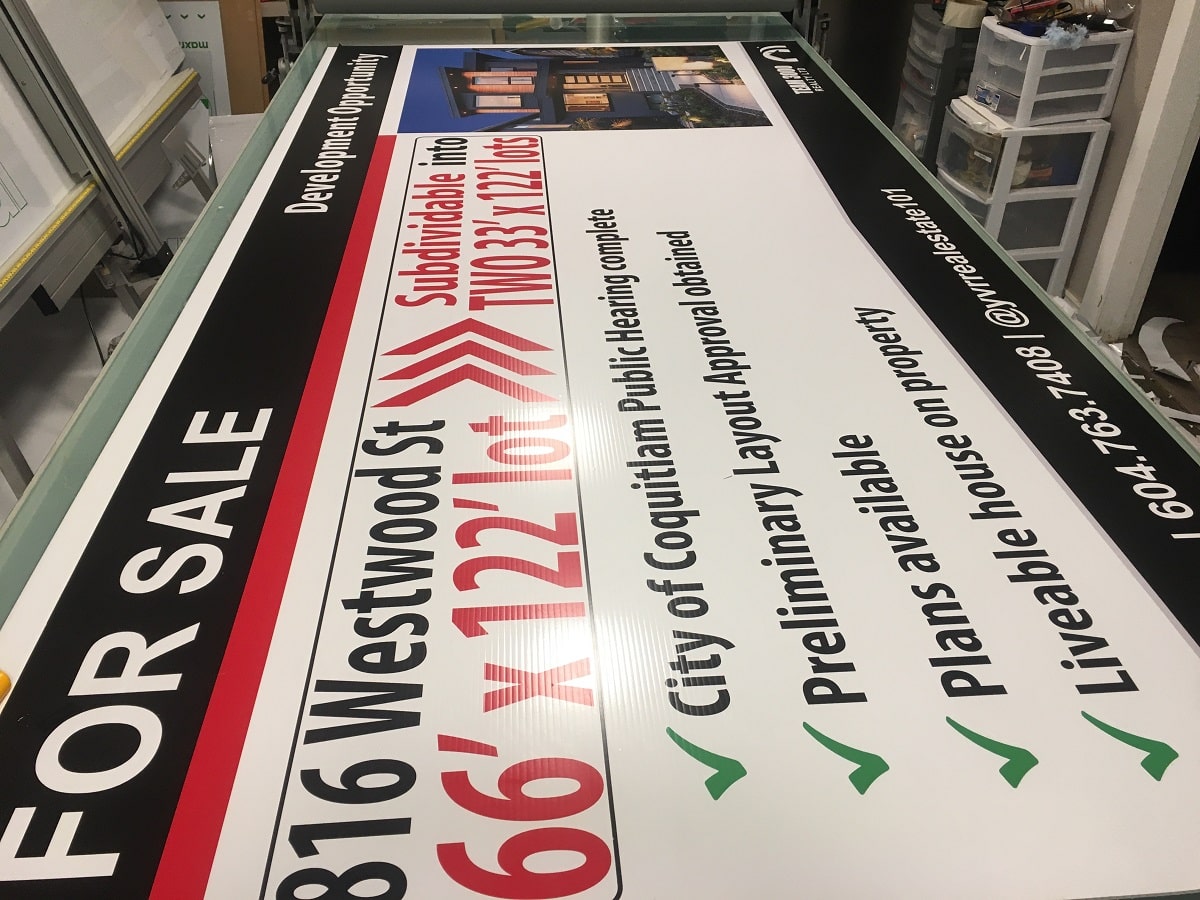 FOR SALE
Development Opportunity
816 Westwood St
66' x 122' lot
Subdividable into
TWO 33' x 122' lots
City of Coquitlam Public Hearing complete
Preliminary Layout Approval obtained
Plans available
Liveable house on property
| 604.763.7408 | @yvrrealestate101